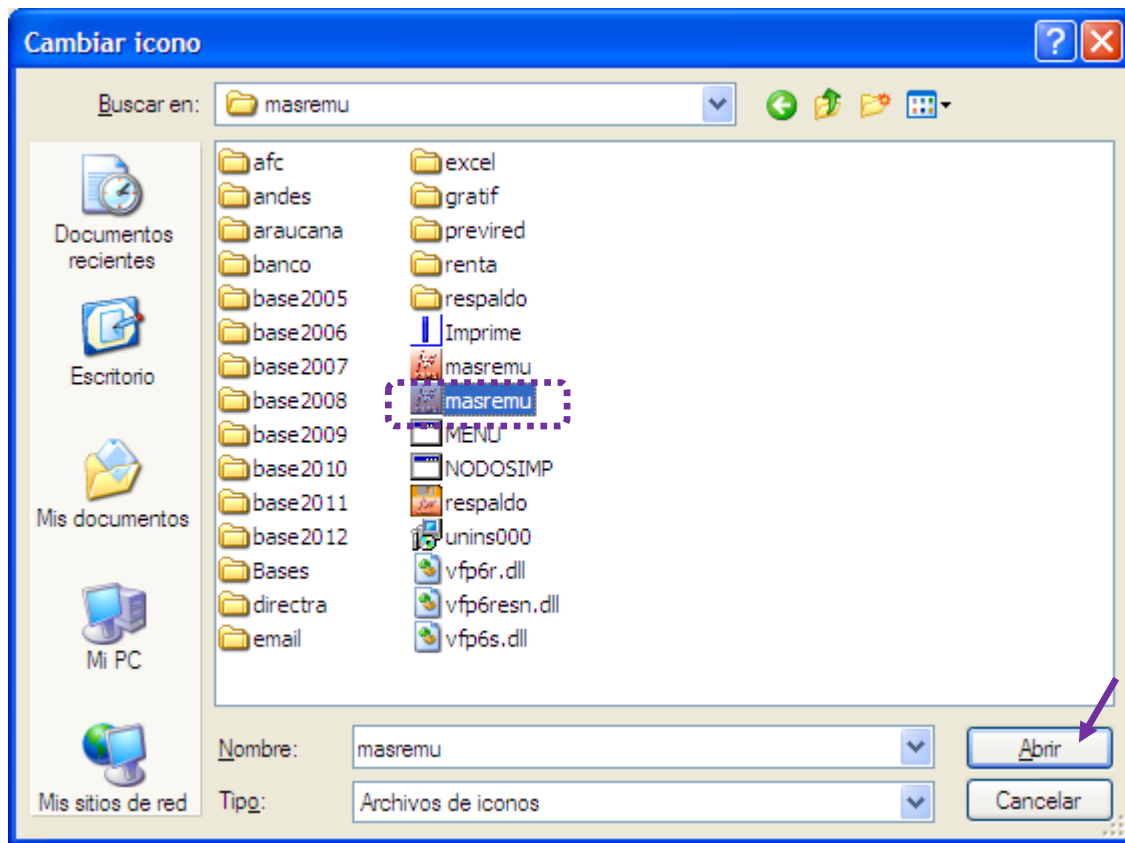 Cambiar icono
Buscar en:
masremu
Documentos
recientes
Escritorio
Mis documentos
Mi PC
Mis sitios de red
afc
andes
araucana
banco
base2005
base2006
base2007
base2008
base2009
base2010
base2011
base2012
Bases
directra
email
excel
gratif
previred
renta
respaldo
Imprime
masremu
masremu
MENU
NODOSIMP
respaldo
unins000
vfp6r.dll
vfp6resn.dll
vfp6s.dll
Nombre:
masremu
Abrir
Tipo:
Archivos de iconos
Cancelar